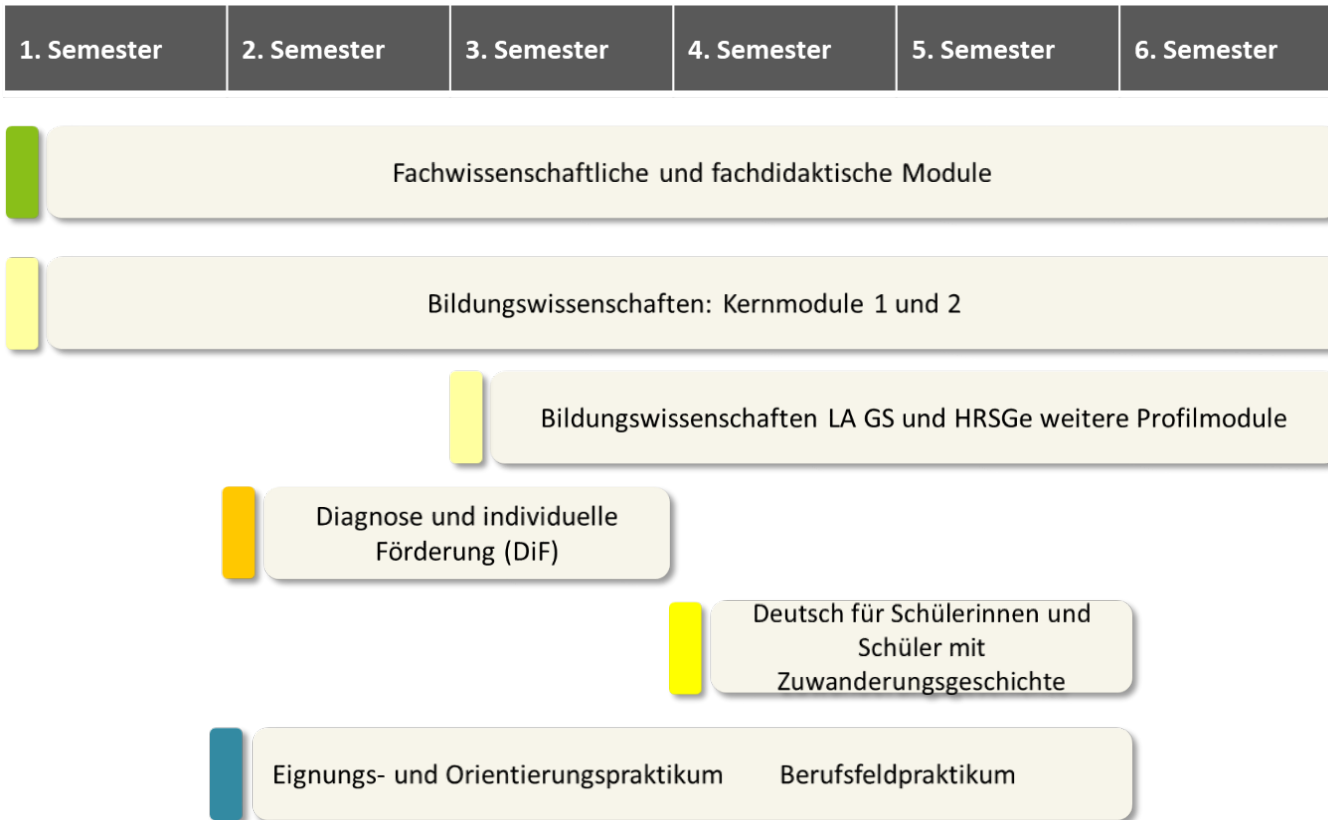 1. Semester 2. Semester 3. Semester 4. Semester 5. Semester 6. Semester
Fachwissenschaftliche und fachdidaktische Module
Bildungswissenschaften: Kernmodule 1 und 2
Bildungswissenschaften LA GS und HRSGe weitere Profilmodule
Diagnose und individuelle
Förderung (DiF)
Deutsch für Schülerinnen und
Schüler mit
Zuwanderungsgeschichte
Eignungs- und Orientierungspraktikum Berufsfeldpraktikum